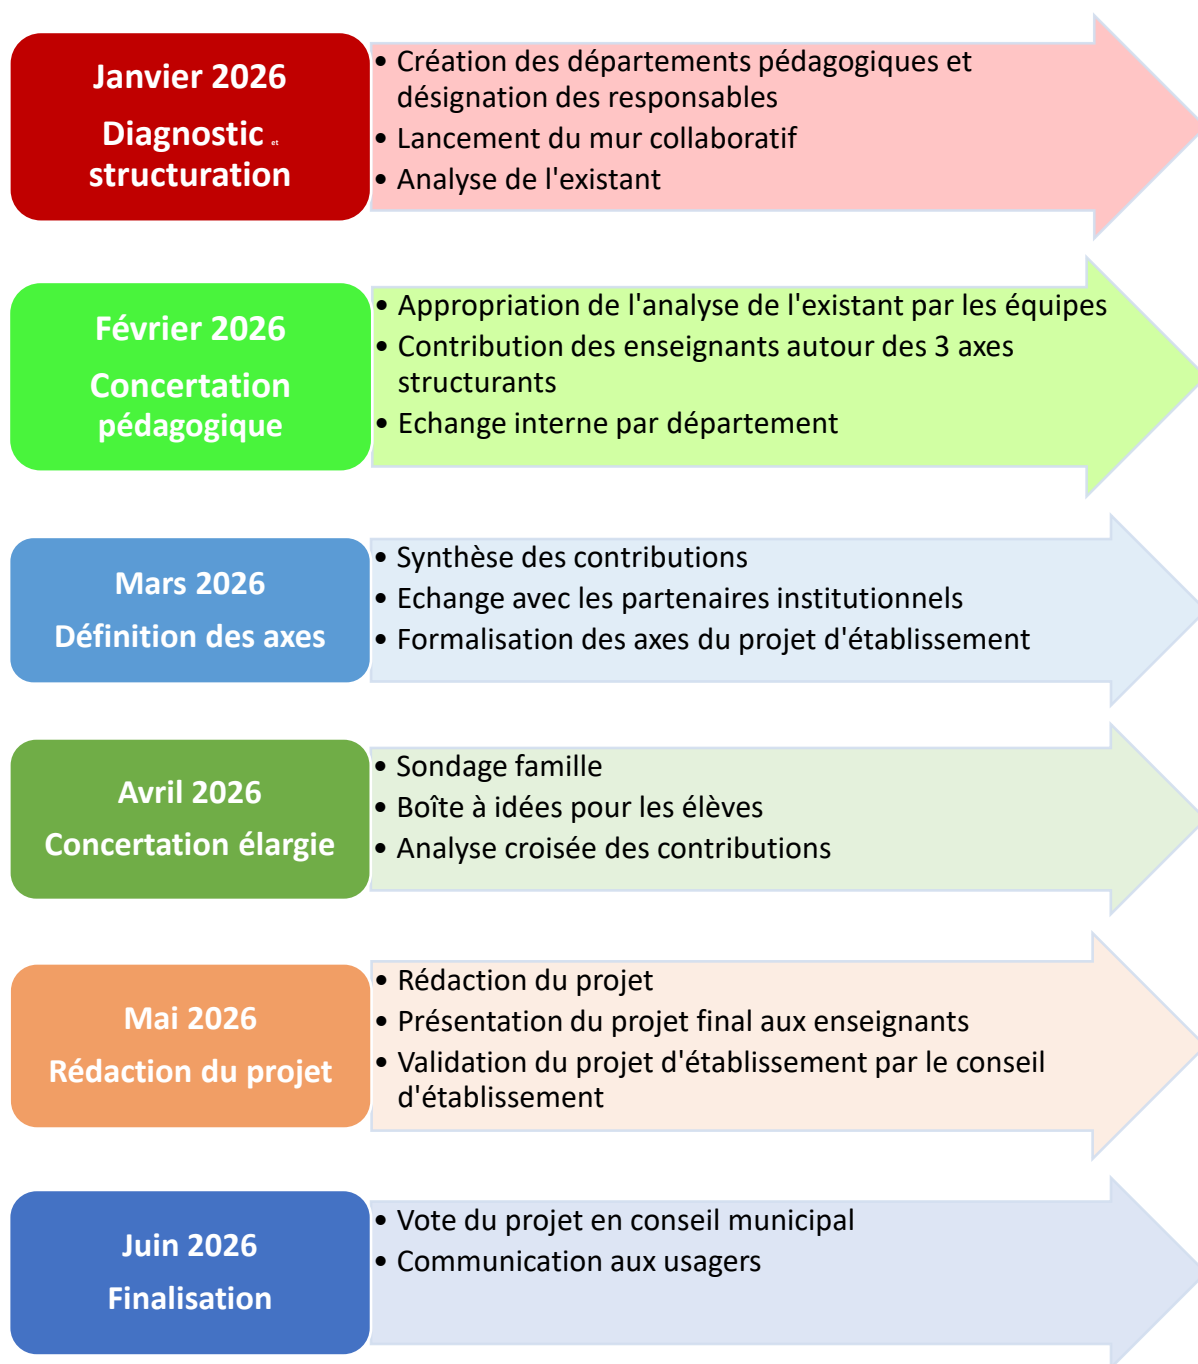 Janvier 2026
Diagnostic et
structuration
• Création des départements pédagogiques et
désignation des responsables
• Lancement du mur collaboratif
• Analyse de l'existant
Février 2026
Concertation
pédagogique
• Appropriation de l'analyse de l'existant par les équipes
• Contribution des enseignants autour des 3 axes
structurants
• Echange interne par département
Mars 2026
Définition des axes
• Synthèse des contributions
• Echange avec les partenaires institutionnels
• Formalisation des axes du projet d'établissement
Avril 2026
Concertation élargie
• Sondage famille
• Boîte à idées pour les élèves
• Analyse croisée des contributions
Mai 2026
Rédaction du projet
• Rédaction du projet
• Présentation du projet final aux enseignants
• Validation du projet d'établissement par le conseil
d'établissement
Juin 2026
Finalisation
• Vote du projet en conseil municipal
• Communication aux usagers